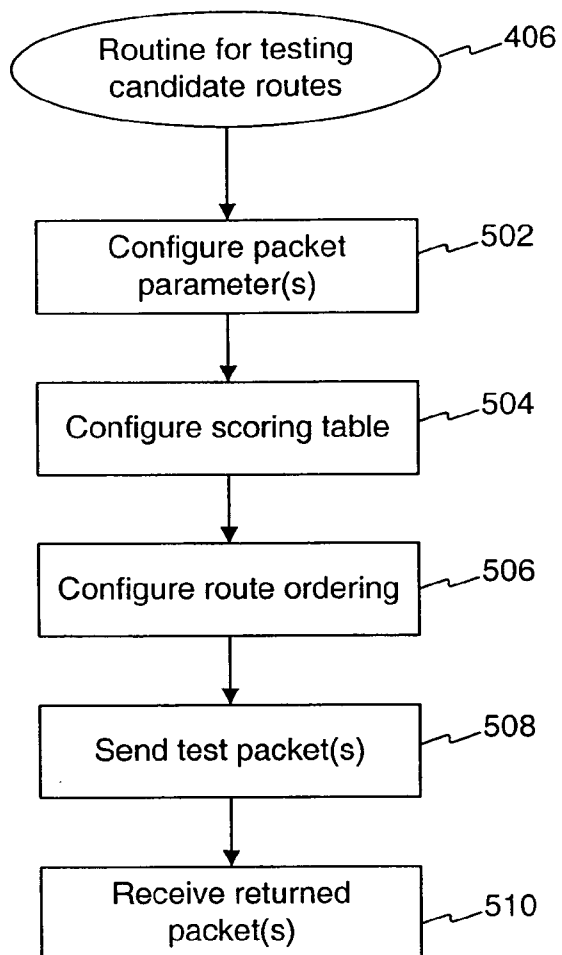 Routine for testing
candidate routes
406
Configure packet
parameter(s)
502
Configure scoring table
504
Configure route ordering
506
Send test packet(s)
508
Receive returned
packet(s)
510